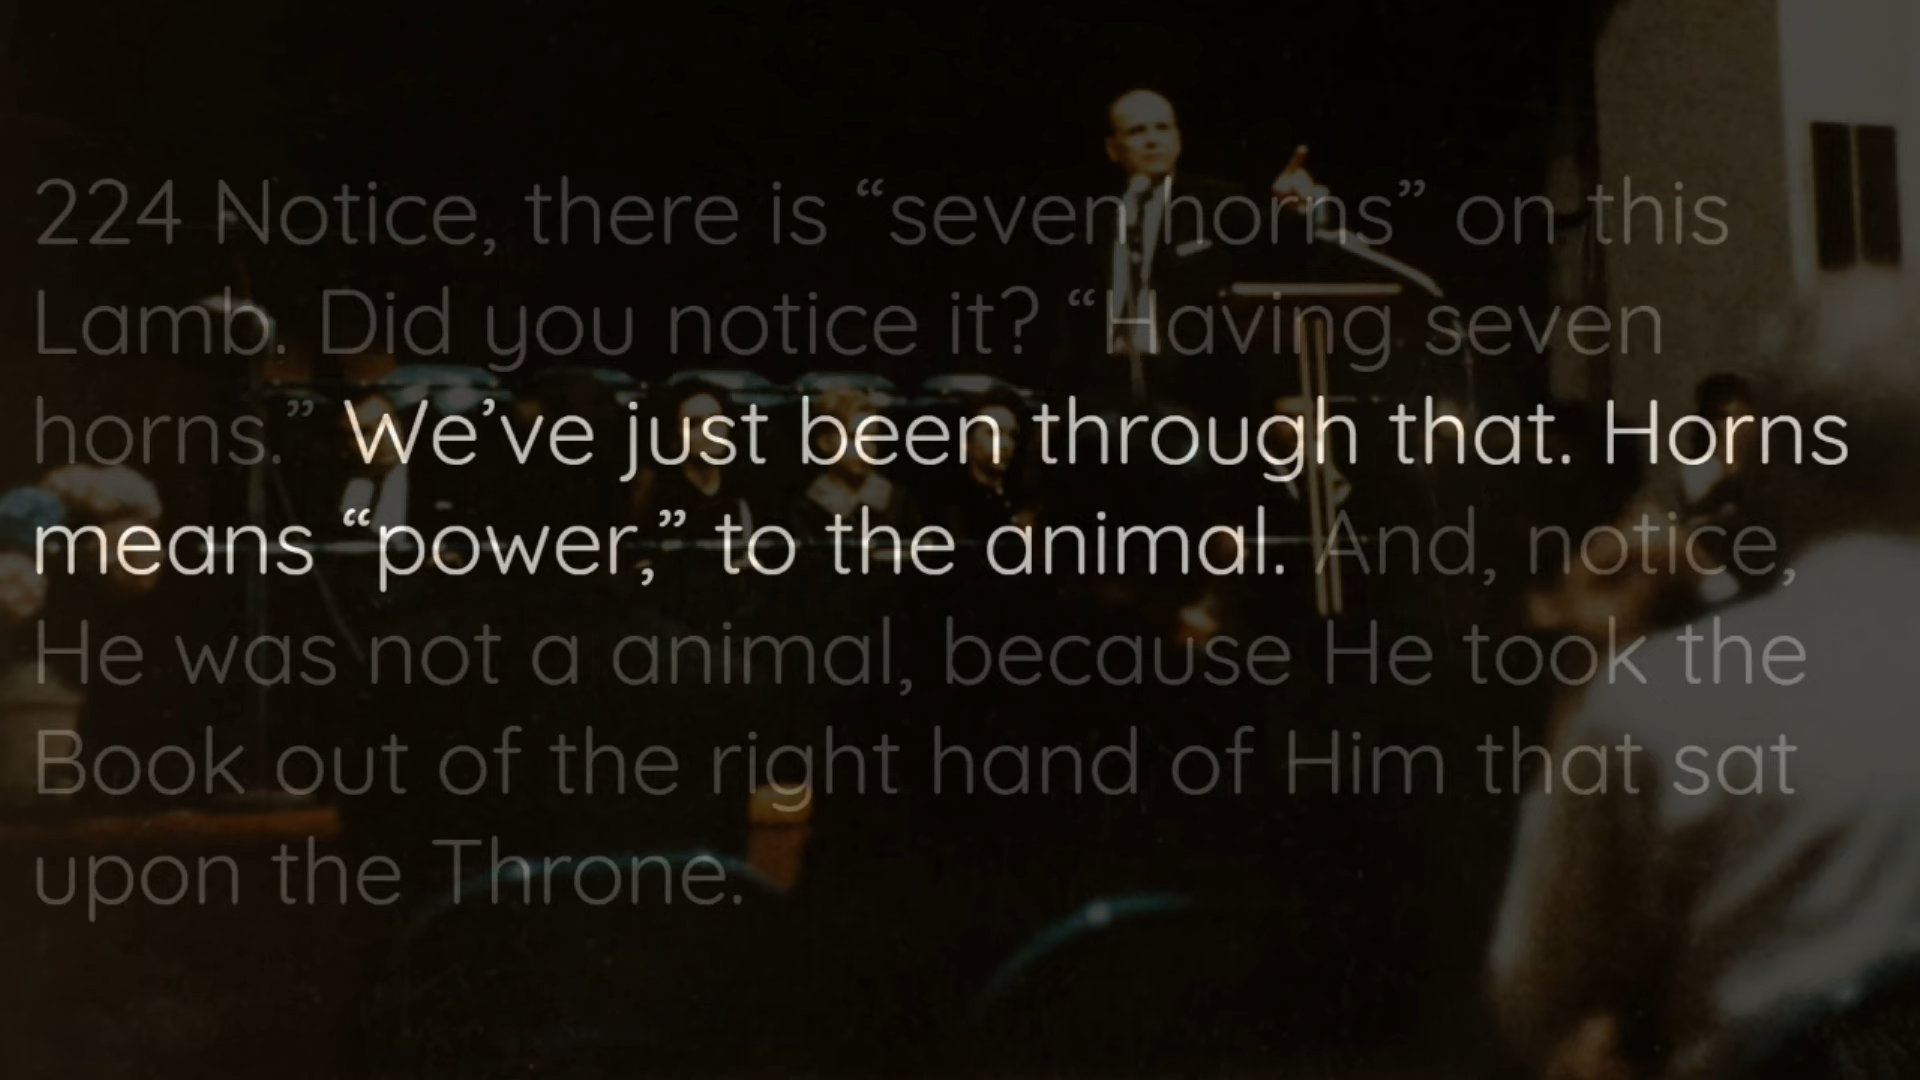 224 Notice, there is “seven horns” on this
Lamb. Did you notice it? “Having seven
horns.” We’ve just been through that. Horns
means “power,” to the animal. And, notice,
He was not a animal, because He took the
Book out of the right hand of Him that sat
upon the Throne.